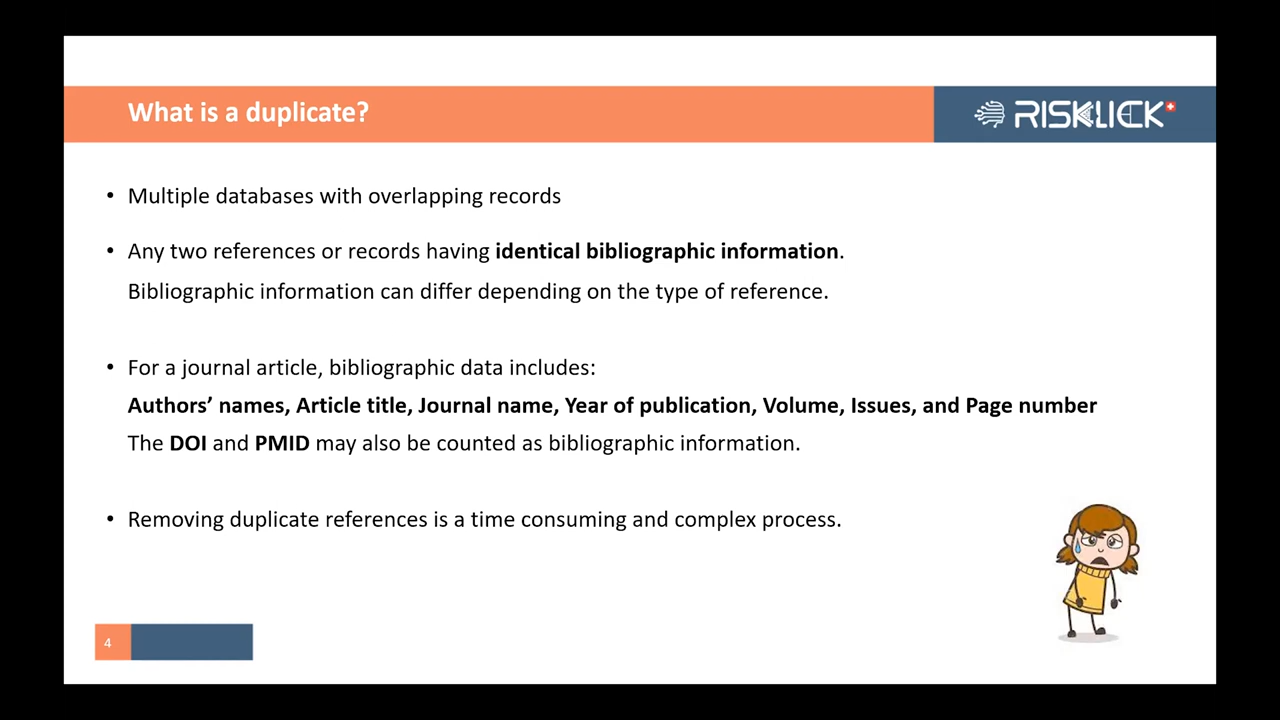 What is a duplicate?
RISKLICK
• Multiple databases with overlapping records
• Any two references or records having identical bibliographic information.
Bibliographic information can differ depending on the type of reference.
• For a journal article, bibliographic data includes:
Authors’ names, Article title, Journal name, Year of publication, Volume, Issues, and Page number
The DOI and PMID may also be counted as bibliographic information.
• Removing duplicate references is a time consuming and complex process.
4